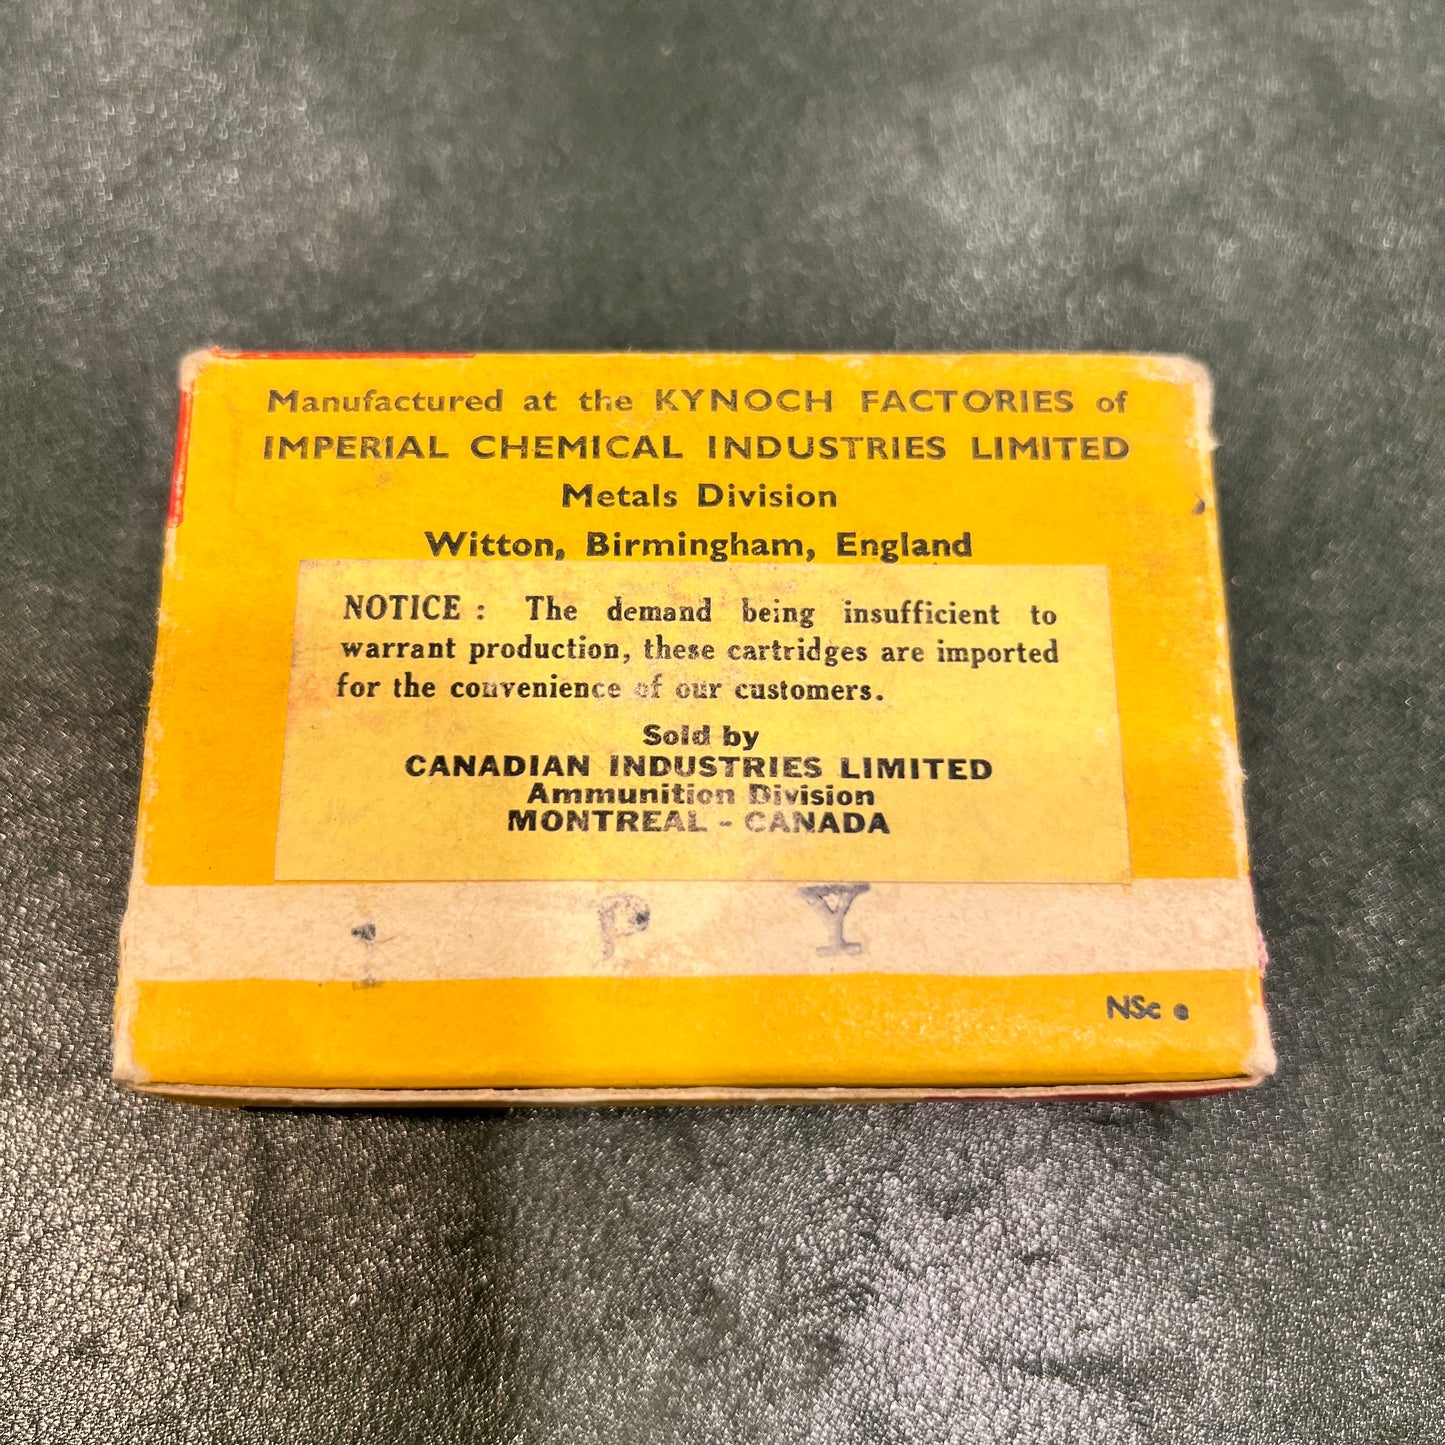 Manufactured at the KYNOCH FACTORIES of
IMPERIAL CHEMICAL INDUSTRIES LIMITED
Metals Division
Witton, Birmingham, England
NOTICE : The demand being insufficient to
warrant production, these cartridges are imported
for the convenience of our customers.
Sold by
CANADIAN INDUSTRIES LIMITED
Ammunition Division
MONTREAL - CANADA
P Y
NSc